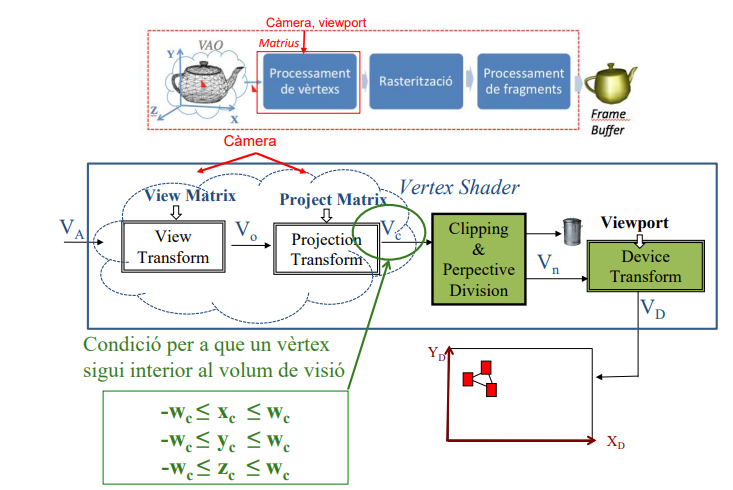 Càmera, viewport
VAO
Matrius
Y
Z
X
Processament
de vèrtexs
Rasterització
Processament
de fragments
Frame
Buffer
Càmera
View Matrix
Project Matrix
Vertex Shader
VA
View
Transform
Vo
Projection
Transform
Vc
Clipping
&
Perpective
Division
Vn
Viewport
Device
Transform
VD
Condició per a que un vèrtex
sigui interior al volum de visió
-wc ≤ xc ≤ wc
-wc ≤ yc ≤ wc
-wc ≤ zc ≤ wc
YD
XD